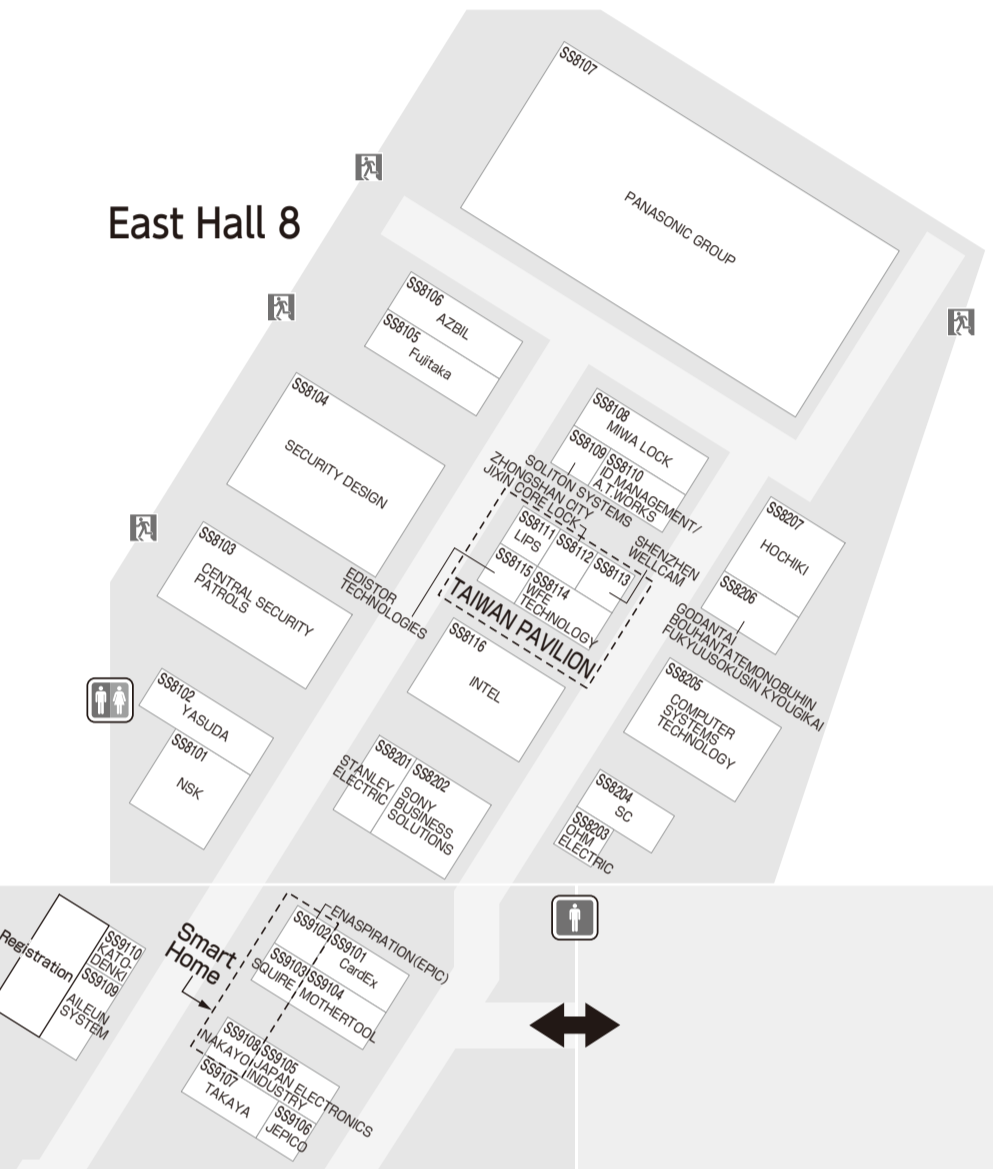 East Hall 8
SS8107
PANASONIC GROUP
SS8106
AZBIL
SS8105
Fujitaka
SS8104
SECURITY DESIGN
SS8108
MIWA LOCK
SS8109
SOLITON SYSTEMS
SS8110
ID MANAGEMENT/
A.T.WORKS
ZHONGSHAN CITY
JIXIN CORE LOCK
SS8111
LIPS
SS8112
SS8113
SHENZHEN
WELLCAM
SS8115
SS8114
WFE
TECHNOLOGY
EDISTOR
TECHNOLOGIES
TAIWAN PAVILION
SS8207
HOCHIKI
SS8206
GODANTAI
BOUHANTATEMONOBUHIN
FUKYUUSOKUSIN KYOUGIKAI
SS8103
CENTRAL SECURITY
PATROLS
SS8116
INTEL
SS8205
COMPUTER
SYSTEMS
TECHNOLOGY
SS8102
YASUDA
SS8101
NSK
SS8201
STANLEY
ELECTRIC
SS8202
SONY
BUSINESS
SOLUTIONS
SS8204
SC
SS8203
OHM
ELECTRIC
Registration
SS9110
KATO-
DENKI
SS9109
AILEUN
SYSTEM
Smart
Home
SS9102
ENASPIRATION(EPIC)
SS9101
CardEx
SS9103
SQUIRE
SS9104
MOTHERTOOL
SS9108
NAKAYO
SS9105
JAPAN ELECTRONICS
INDUSTRY
SS9107
TAKAYA
SS9106
JEPICO